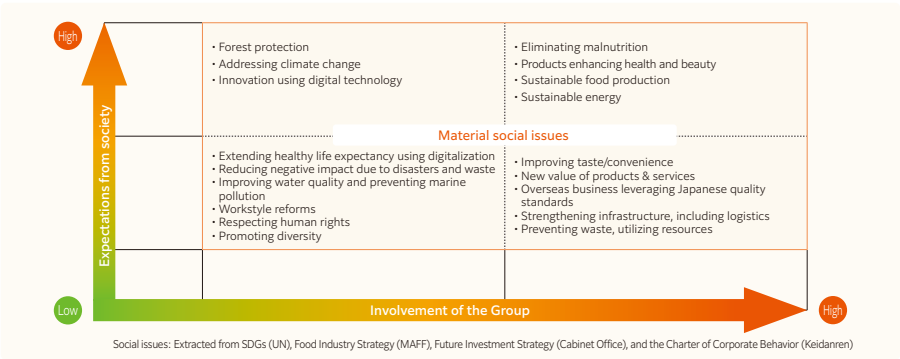 High
Expectations from society
• Forest protection
• Addressing climate change
• Innovation using digital technology
• Eliminating malnutrition
• Products enhancing health and beauty
• Sustainable food production
• Sustainable energy
Material social issues
• Extending healthy life expectancy using digitalization
• Reducing negative impact due to disasters and waste
• Improving water quality and preventing marine
pollution
• Workstyle reforms
• Respecting human rights
• Promoting diversity
• Improving taste/convenience
• New value of products & services
• Overseas business leveraging Japanese quality
standards
• Strengthening infrastructure, including logistics
• Preventing waste, utilizing resources
Low
Involvement of the Group
High
Social issues: Extracted from SDGs (UN), Food Industry Strategy (MAFF), Future Investment Strategy (Cabinet Office), and the Charter of Corporate Behavior (Keidanren)